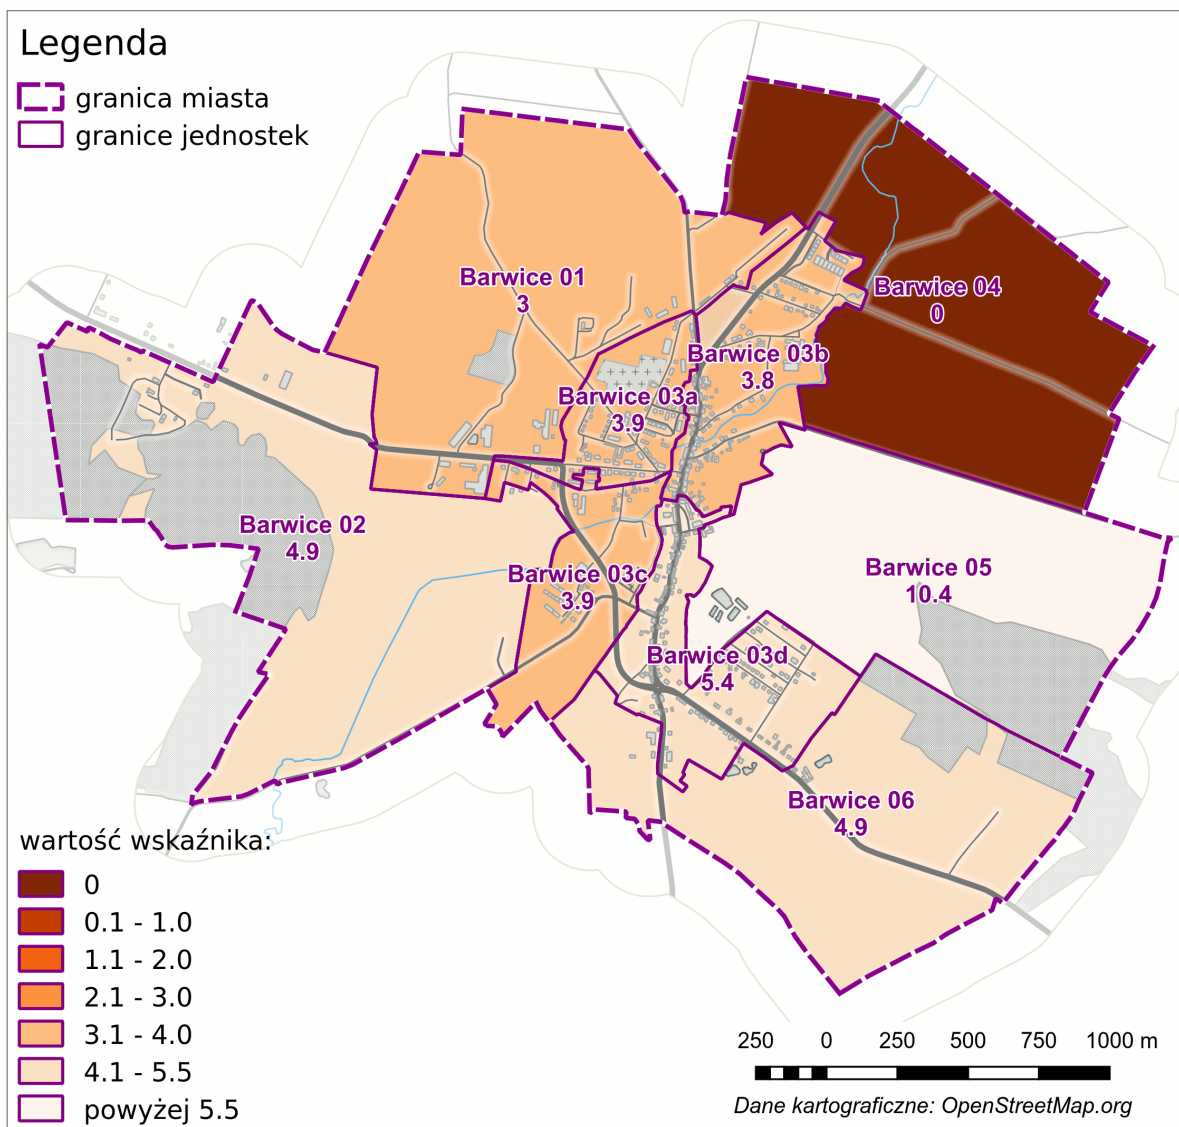 Legenda
granica miasta
granice jednostek
Barwice 01
3
Barwice 04
0
Barwice 03b
3.8
Barwice 03a
3.9
Barwice 02
4.9
Barwice 05
10.4
Barwice 03c
3.9
Barwice 03d
5.4
Barwice 06
4.9
wartość wskaźnika:
0
0.1 - 1.0
1.1 - 2.0
2.1 - 3.0
3.1 - 4.0
4.1 - 5.5
powyżej 5.5
250 0 250 500 750 1000 m
Dane kartograficzne: OpenStreetMap.org